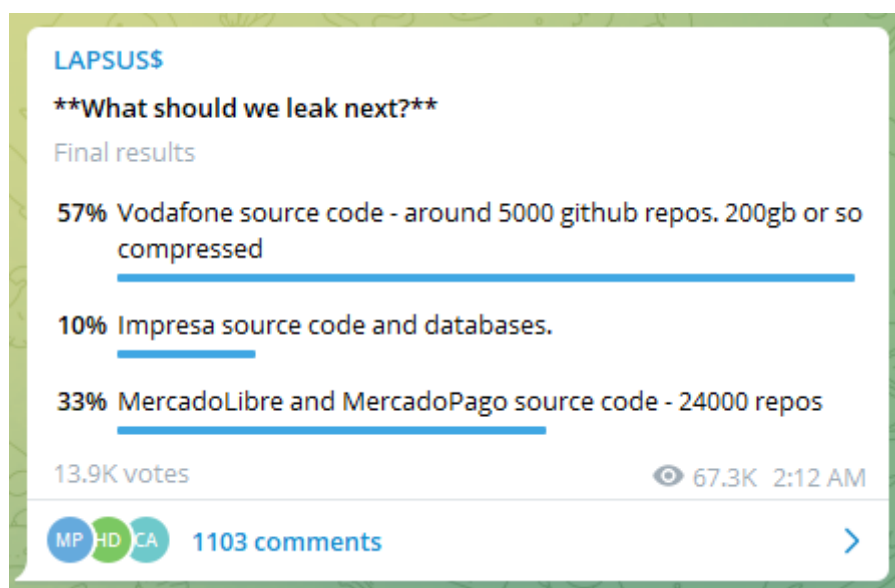 LAPSUS$
**What should we leak next?**
Final results
57% Vodafone source code - around 5000 github repos. 200gb or so
compressed
10% Impresa source code and databases.
33% MercadoLibre and MercadoPago source code - 24000 repos
13.9K votes 67.3K 2:12 AM
MP HD CA 1103 comments